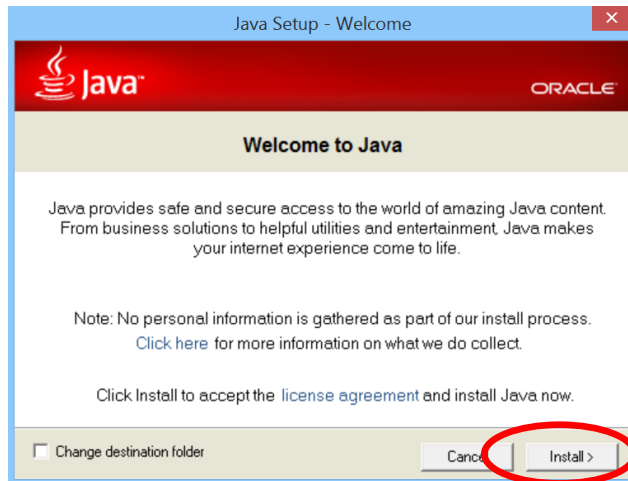 Java Setup - Welcome
Java™
ORACLE
Welcome to Java
Java provides safe and secure access to the world of amazing Java content.
From business solutions to helpful utilities and entertainment, Java makes
your internet experience come to life.
Note: No personal information is gathered as part of our install process.
Click here for more information on what we do collect.
Click Install to accept the license agreement and install Java now.
Change destination folder
Install >